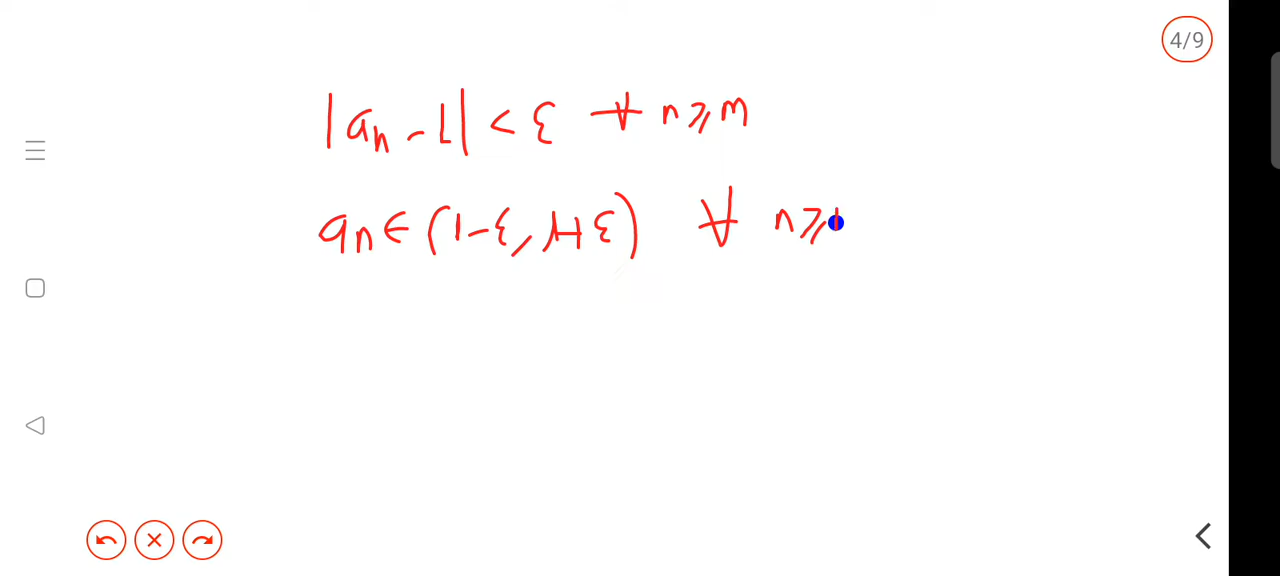 4/9
|aₙ - l| < ε ∀ n ⩾ m
aₙ ∈ (l-ε, l+ε) ∀ n ⩾